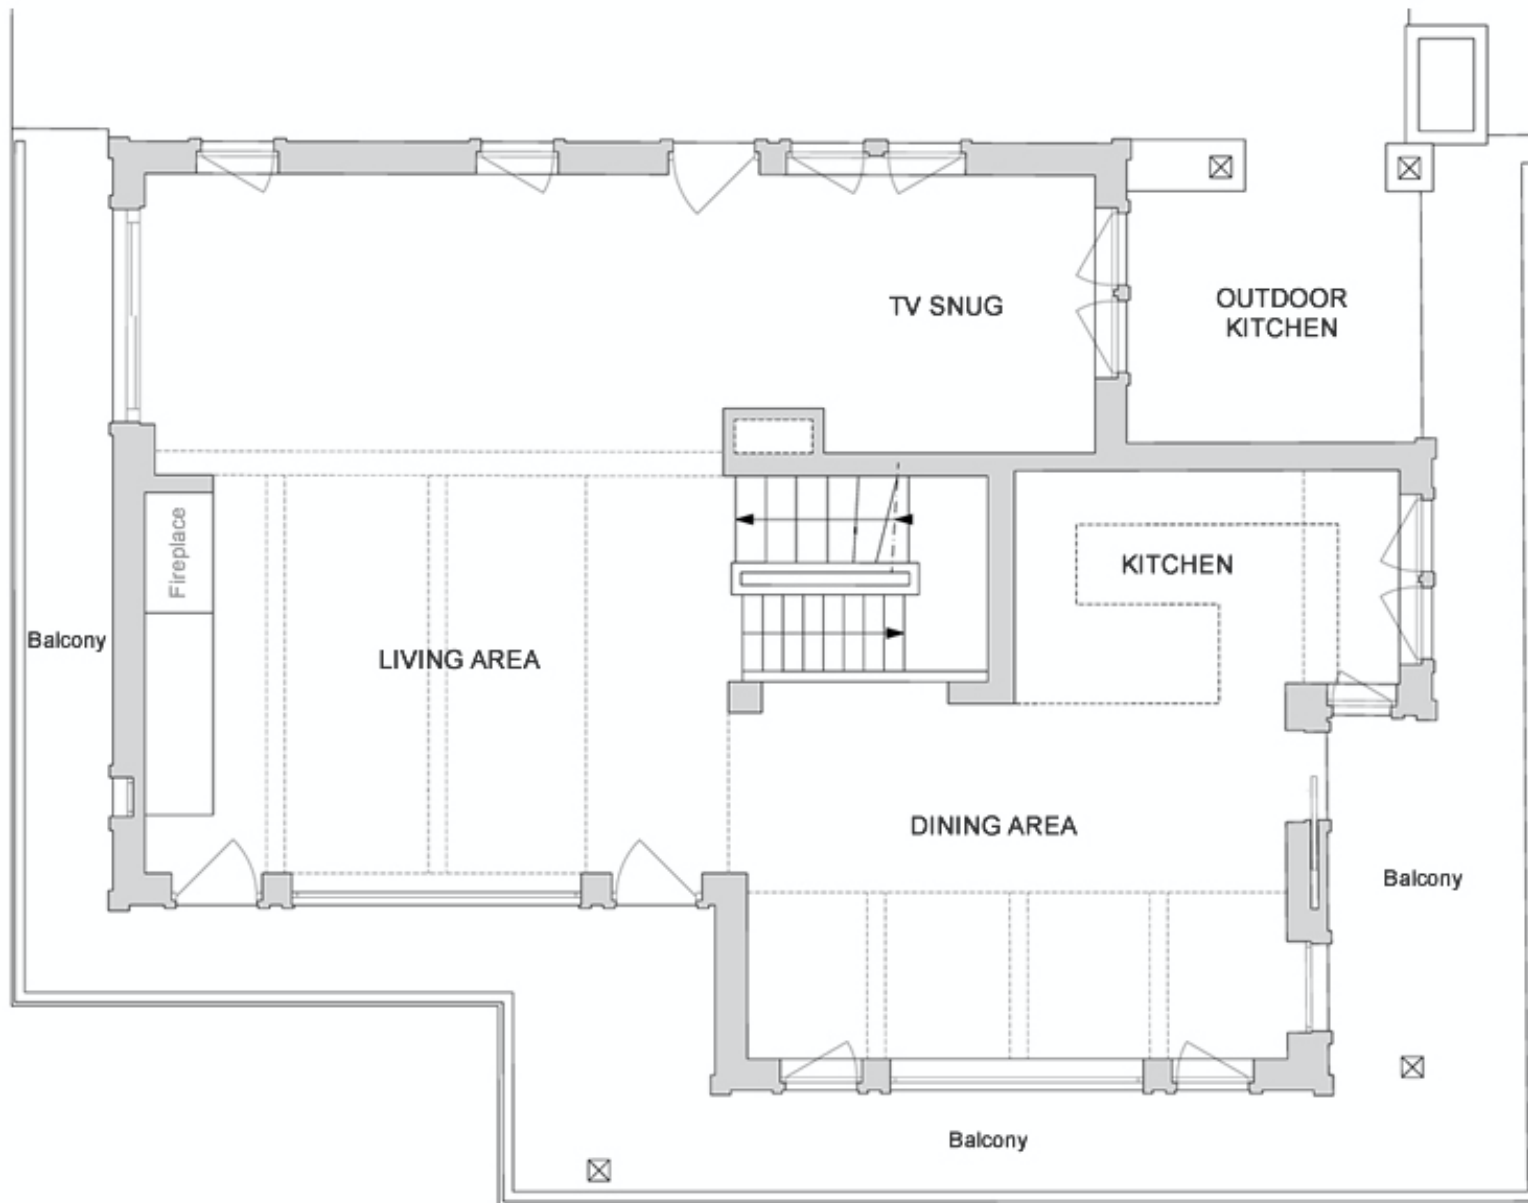 TV SNUG
OUTDOOR
KITCHEN
Fireplace
KITCHEN
Balcony
LIVING AREA
DINING AREA
Balcony
Balcony